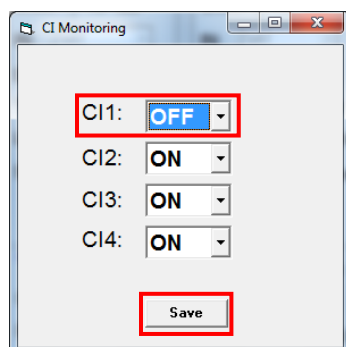 CI Monitoring
CI1: OFF
CI2: ON
CI3: ON
CI4: ON
Save